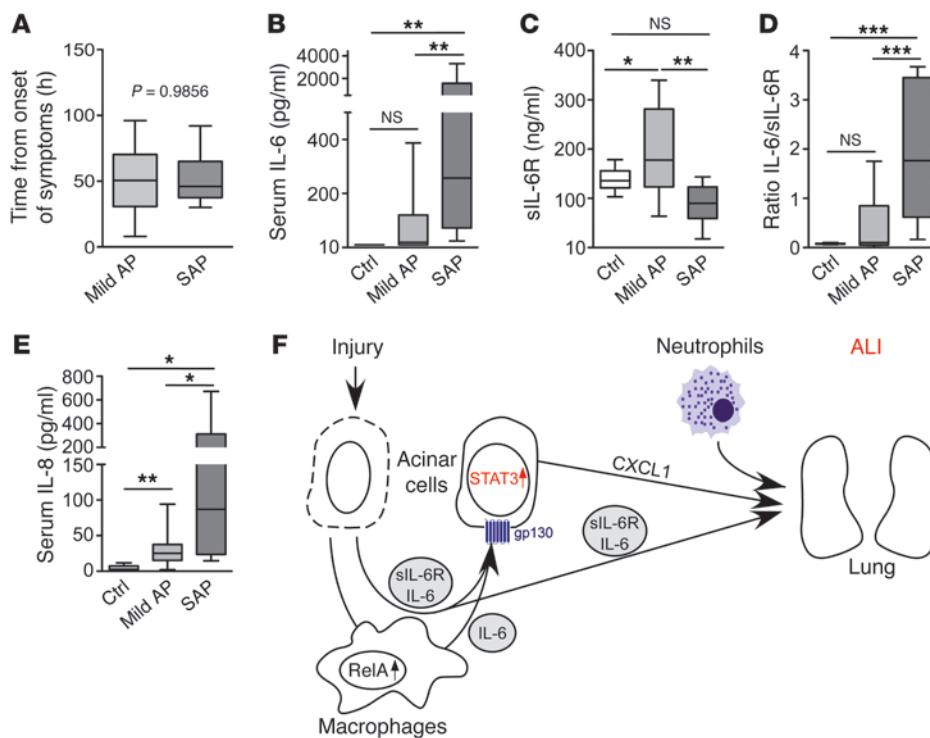 A
Time from onset
of symptoms (h)
150
100
50
0
P = 0.9856
Mild AP
SAP
B
Serum IL-6 (pg/ml)
4000
2000
400
200
10
**
**
NS
Ctrl
Mild AP
SAP
C
sIL-6R (ng/ml)
400
300
200
100
10
NS
*
**
Ctrl
Mild AP
SAP
D
Ratio IL-6/sIL-6R
4
3
2
1
0
***
***
NS
Ctrl
Mild AP
SAP
E
Serum IL-8 (pg/ml)
800
600
400
200
150
100
50
0
*
*
**
Ctrl
Mild AP
SAP
F
Injury
Neutrophils
ALI
Acinar
cells
STAT3
CXCL1
gp130
sIL-6R
IL-6
sIL-6R
IL-6
IL-6
Lung
RelA
Macrophages